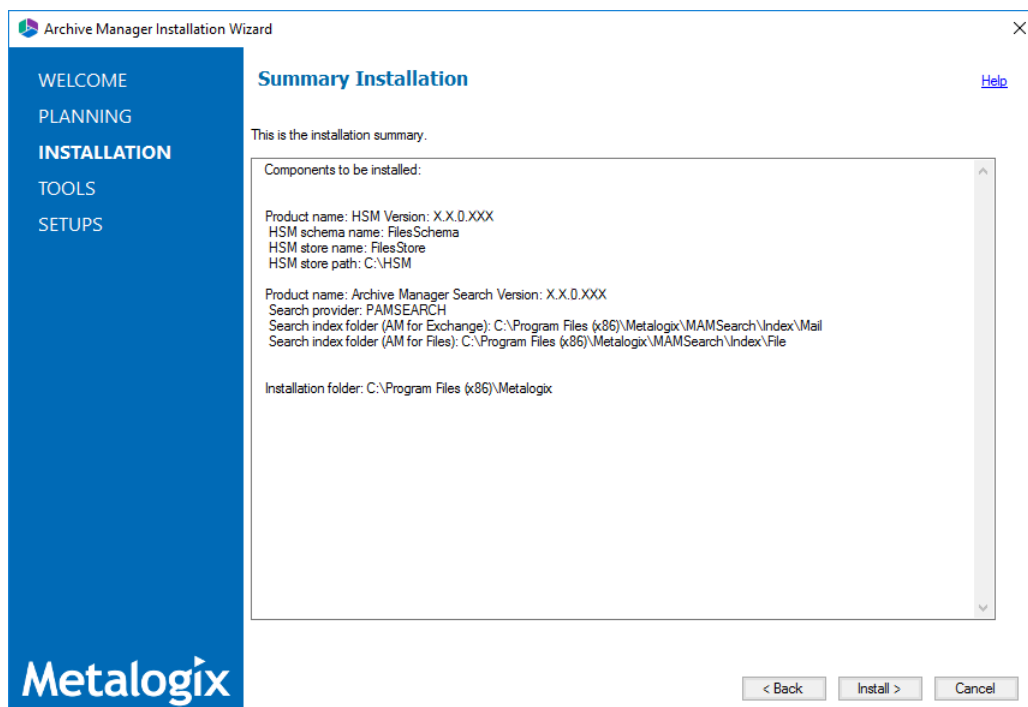 Archive Manager Installation Wizard
WELCOME
PLANNING
INSTALLATION
TOOLS
SETUPS
Metalogix
Summary Installation
Help
This is the installation summary.
Components to be installed:
Product name: HSM Version: X.X.0.XXX
HSM schema name: FilesSchema
HSM store name: FilesStore
HSM store path: C:\HSM
Product name: Archive Manager Search Version: X.X.0.XXX
Search provider: PAMSEARCH
Search index folder (AM for Exchange): C:\Program Files (x86)\Metalogix\MAMSearch\Index\Mail
Search index folder (AM for Files): C:\Program Files (x86)\Metalogix\MAMSearch\Index\File
Installation folder: C:\Program Files (x86)\Metalogix
< Back
Install >
Cancel